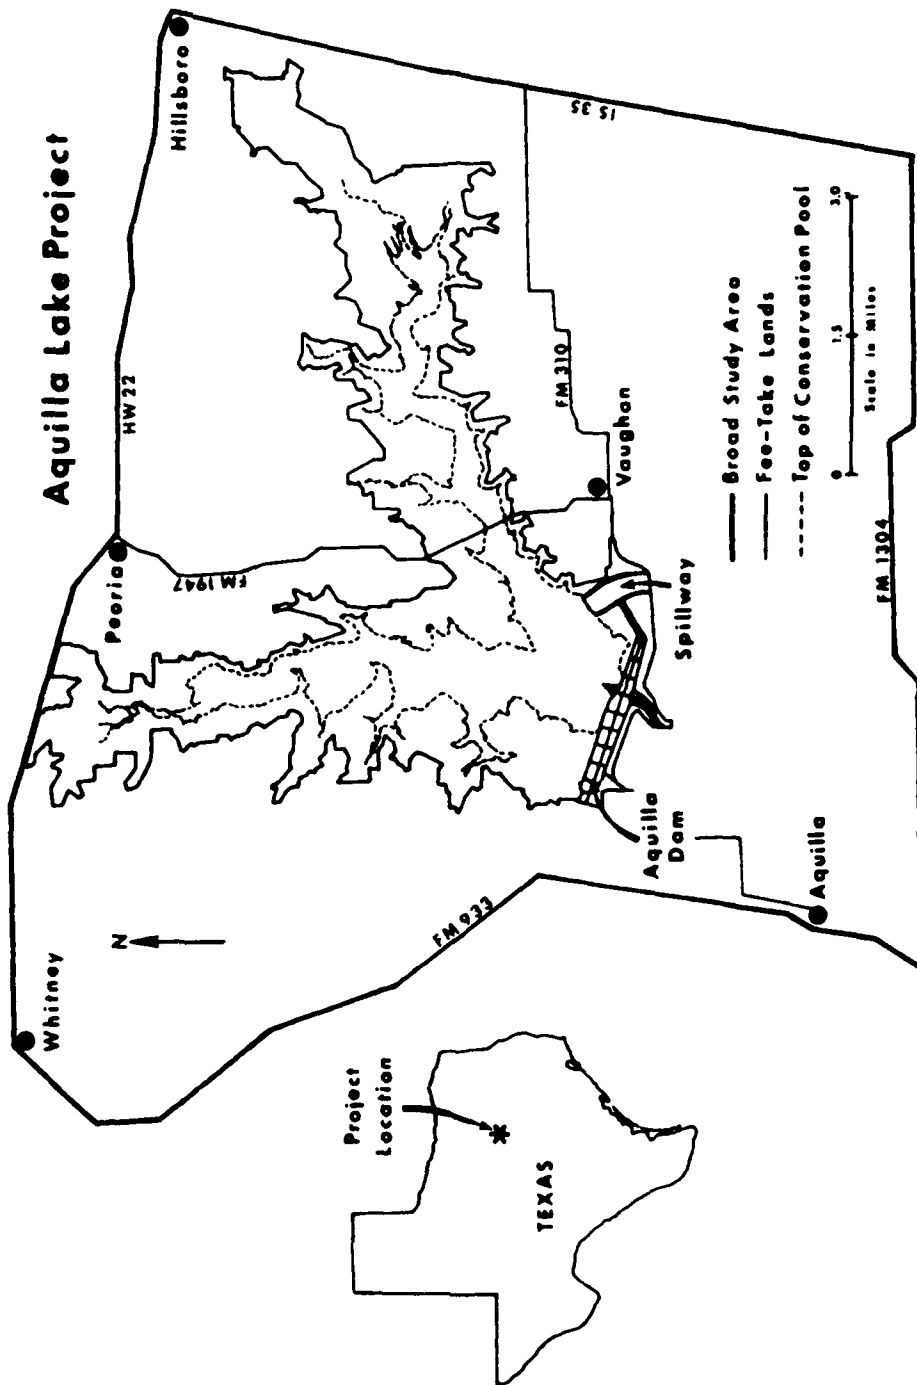 Aquilla Lake Project
Hillsboro
HW 22
Peoria
Whitney
N
FM 1947
FM 933
IS 35
FM 310
Vaughan
Spillway
Aquilla
Dam
Aquilla
FM 1304
Broad Study Area
Fee-Take Lands
Top of Conservation Pool
0
1.5
3.0
Scale in Miles
Project
Location
TEXAS